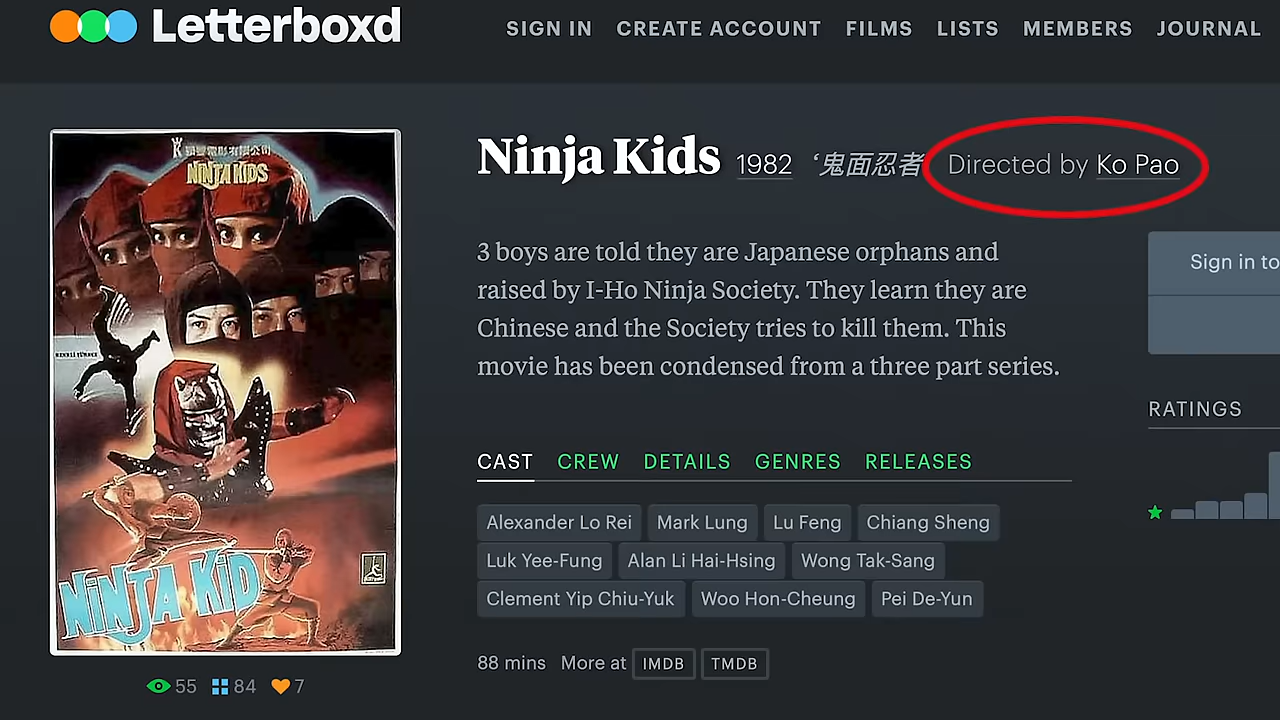 Letterboxd
SIGN IN CREATE ACCOUNT FILMS LISTS MEMBERS JOURNAL
NINJA KIDS
NINJA KID
55 84 7
Ninja Kids 1982 ‘鬼面忍者 Directed by Ko Pao
3 boys are told they are Japanese orphans and
raised by I-Ho Ninja Society. They learn they are
Chinese and the Society tries to kill them. This
movie has been condensed from a three part series.
CAST CREW DETAILS GENRES RELEASES
Alexander Lo Rei Mark Lung Lu Feng Chiang Sheng
Luk Yee-Fung Alan Li Hai-Hsing Wong Tak-Sang
Clement Yip Chiu-Yuk Woo Hon-Cheung Pei De-Yun
88 mins More at IMDB TMDB
Sign in to
RATINGS